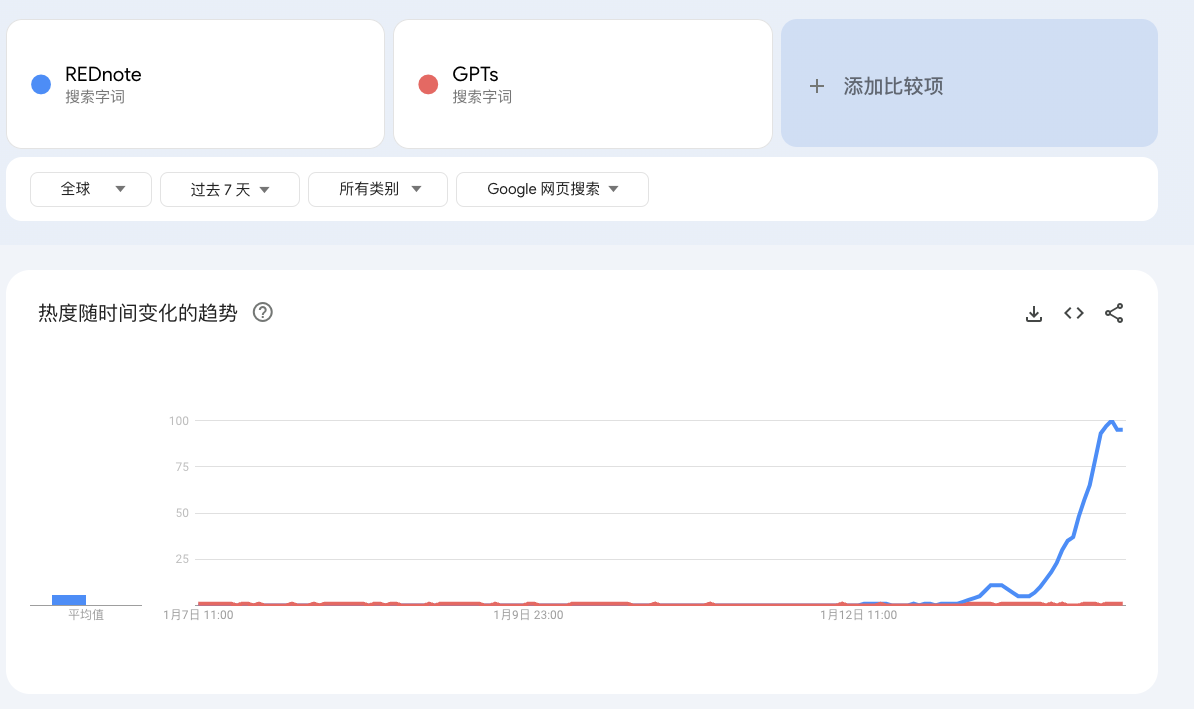 REDnote
搜索字词
GPTs
搜索字词
+ 添加比较项
全球
过去 7 天
所有类别
Google 网页搜索
热度随时间变化的趋势
100
75
50
25
平均值
1月7日 11:00
1月9日 23:00
1月12日 11:00